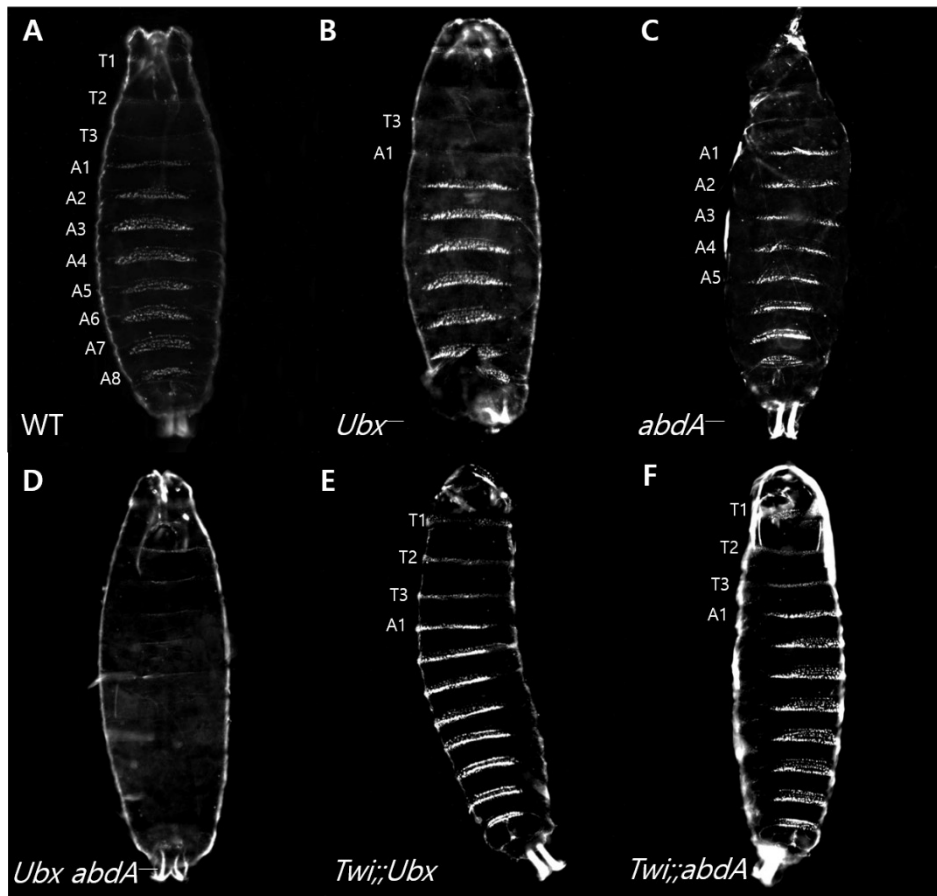 A
T1
T2
T3
A1
A2
A3
A4
A5
A6
A7
A8
WT
B
T3
A1
Ubx—
C
A1
A2
A3
A4
A5
abdA—
D
Ubx abdA—
E
T1
T2
T3
A1
Twi;;Ubx
F
T1
T2
T3
A1
Twi;;abdA